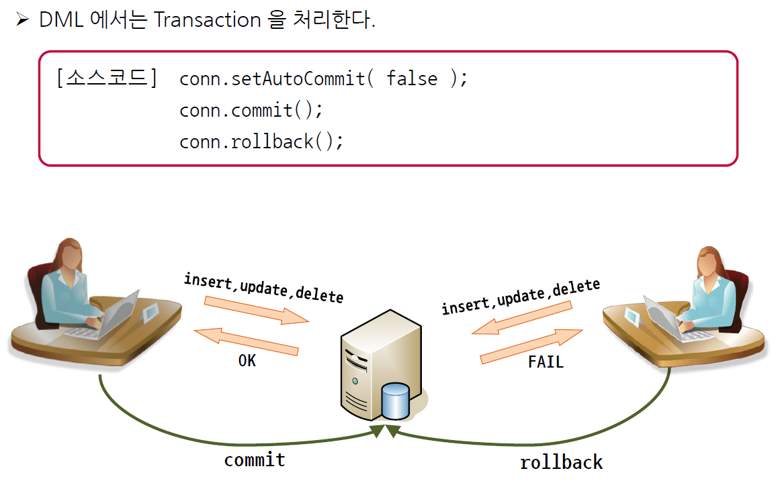 ➤ DML 에서는 Transaction 을 처리한다.
[소스코드] conn.setAutoCommit( false );
conn.commit();
conn.rollback();
insert,update,delete
OK
commit
insert,update,delete
FAIL
rollback